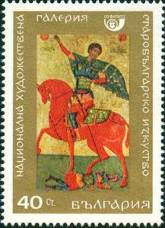 НАЦИОНАЛНА ХУДОЖЕСТВЕНА
ГАЛЕРИЯ
СТАРОБЪЛГАРСКО ИЗКУСТВО
40 Ст. БЪЛГАРИЯ